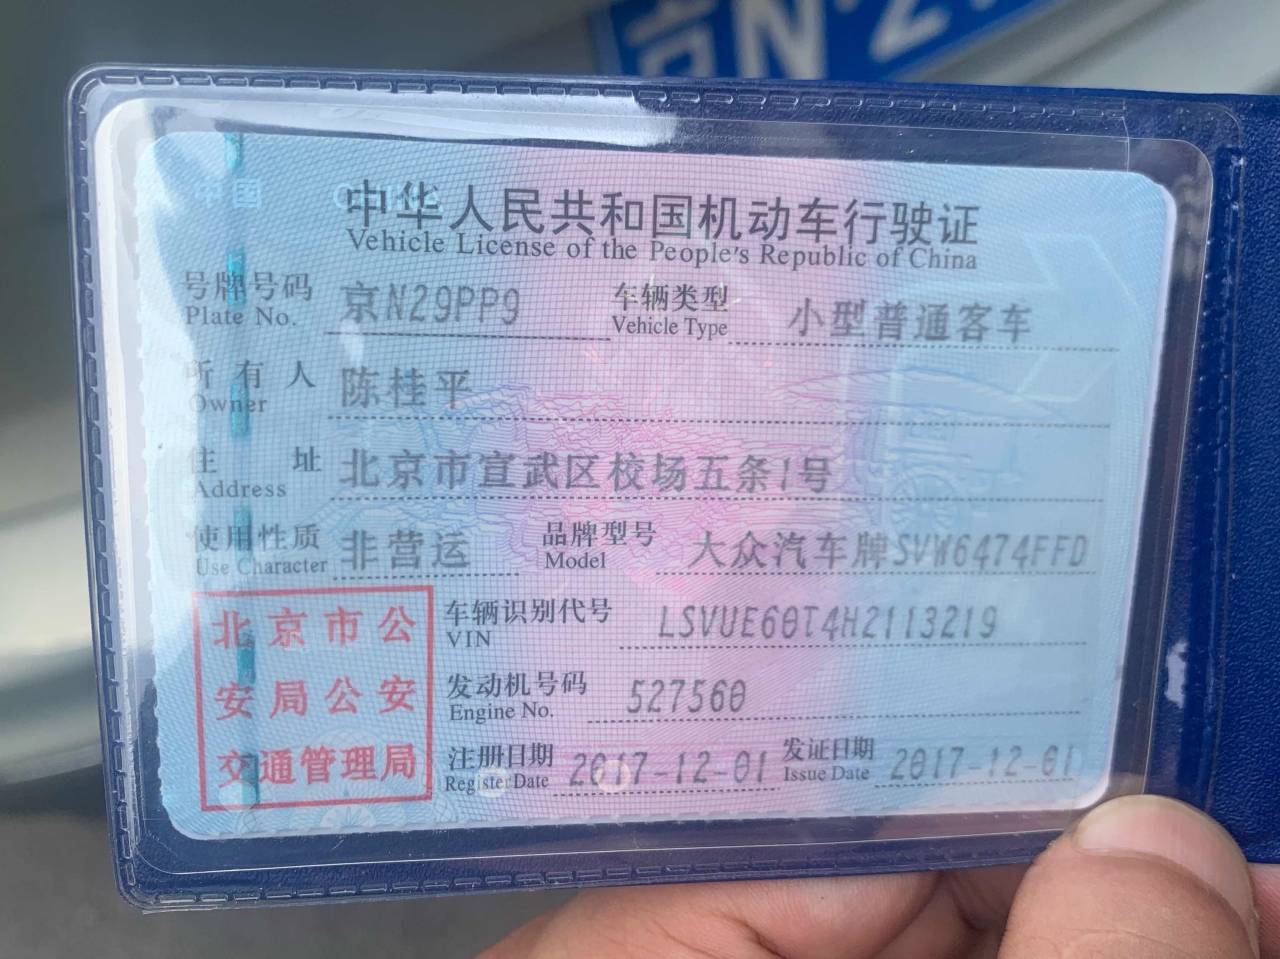 京N·2
中国
中华人民共和国机动车行驶证
Vehicle License of the People's Republic of China
号牌号码 京N29PP9 车辆类型 小型普通客车
Plate No. Vehicle Type
所有人 陈桂平
Owner
住址 北京市宣武区校场五条1号
Address
使用性质 非营运 品牌型号 大众汽车牌SVW6474FFD
Use Character Model
北京市公
安局公安
交通管理局
车辆识别代号 LSVUE60T4H2113219
VIN
发动机号码 527560
Engine No.
注册日期 2017-12-01 发证日期 2017-12-01
Register Date Issue Date